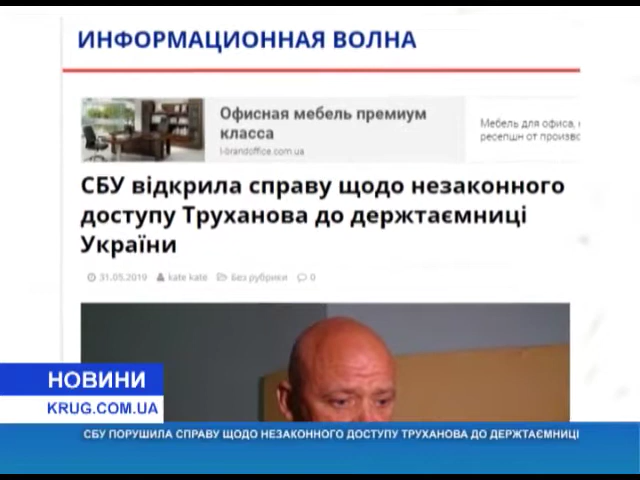 ИНФОРМАЦИОННАЯ ВОЛНА
Офисная мебель премиум
класса
l-brandoffice.com.ua
Мебель для офиса,
ресепшн от произво
СБУ відкрила справу щодо незаконного
доступу Труханова до держтаємниці
України
31.05.2019 kate kate Без рубрики 0
НОВИНИ
KRUG.COM.UA
СБУ ПОРУШИЛА СПРАВУ ЩОДО НЕЗАКОННОГО ДОСТУПУ ТРУХАНОВА ДО ДЕРЖТАЄМНИЦІ